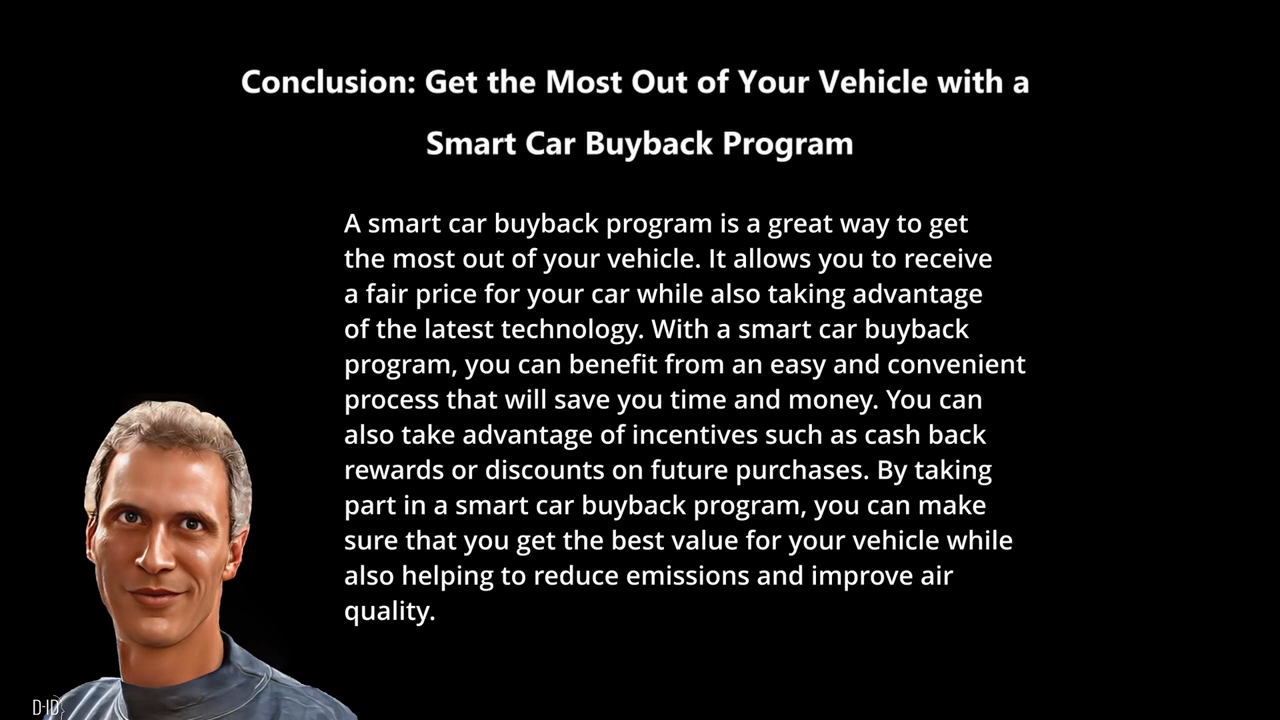 Conclusion: Get the Most Out of Your Vehicle with a
Smart Car Buyback Program
A smart car buyback program is a great way to get
the most out of your vehicle. It allows you to receive
a fair price for your car while also taking advantage
of the latest technology. With a smart car buyback
program, you can benefit from an easy and convenient
process that will save you time and money. You can
also take advantage of incentives such as cash back
rewards or discounts on future purchases. By taking
part in a smart car buyback program, you can make
sure that you get the best value for your vehicle while
also helping to reduce emissions and improve air
quality.
D-ID